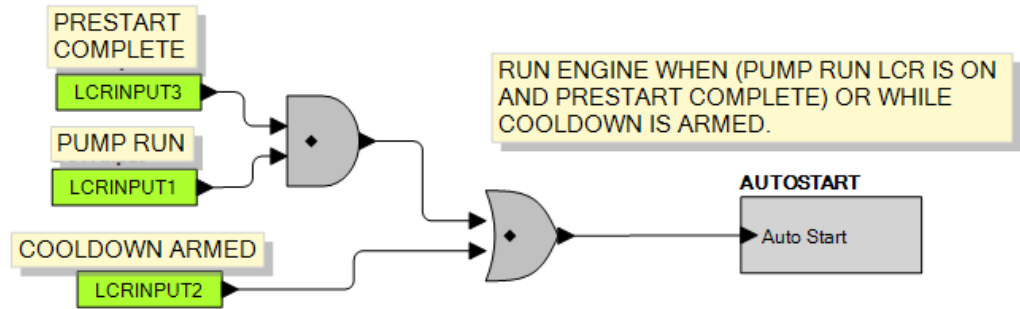 PRESTART
COMPLETE
LCRINPUT3
PUMP RUN
LCRINPUT1
COOLDOWN ARMED
LCRINPUT2
RUN ENGINE WHEN (PUMP RUN LCR IS ON
AND PRESTART COMPLETE) OR WHILE
COOLDOWN IS ARMED.
AUTOSTART
Auto Start